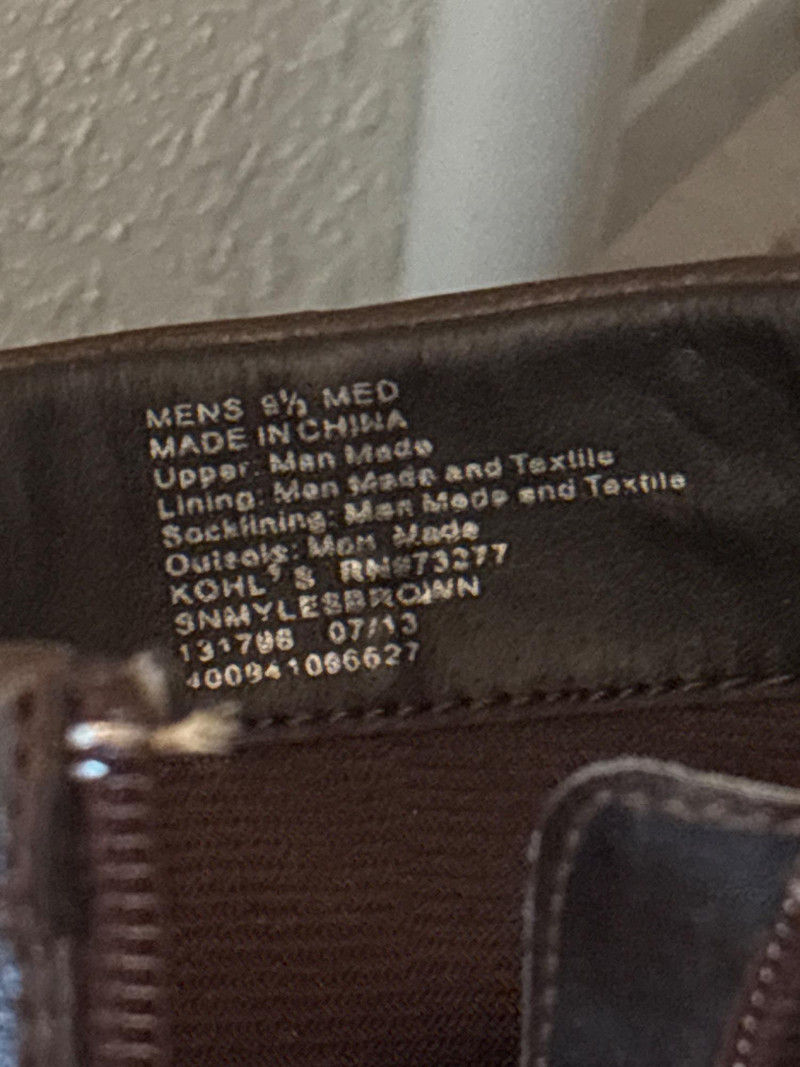 MENS 9½ MED
MADE IN CHINA
Upper: Man Made
Lining: Man Made and Textile
Socklining: Man Made and Textile
Outsole: Man Made
KOHL'S RN#73277
SNMYLESBROWN
131798 07/13